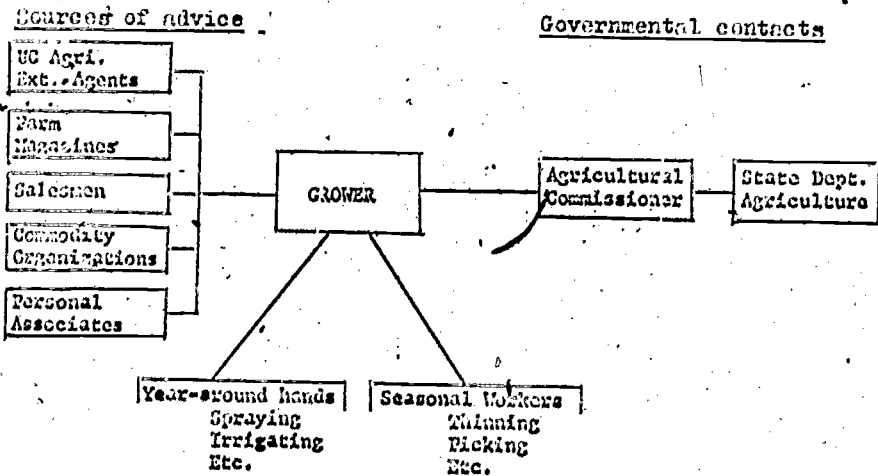 Sources of advice
Governmental contacts
UC Agri.
Ext. Agents
Farm
Magazines
Salesmen
Commodity
Organizations
Personal
Associates
GROWER
Agricultural
Commissioner
State Dept.
Agriculture
Year-around hands
Spraying
Irrigating
Etc.
Seasonal Workers
Thinning
Picking
Etc.